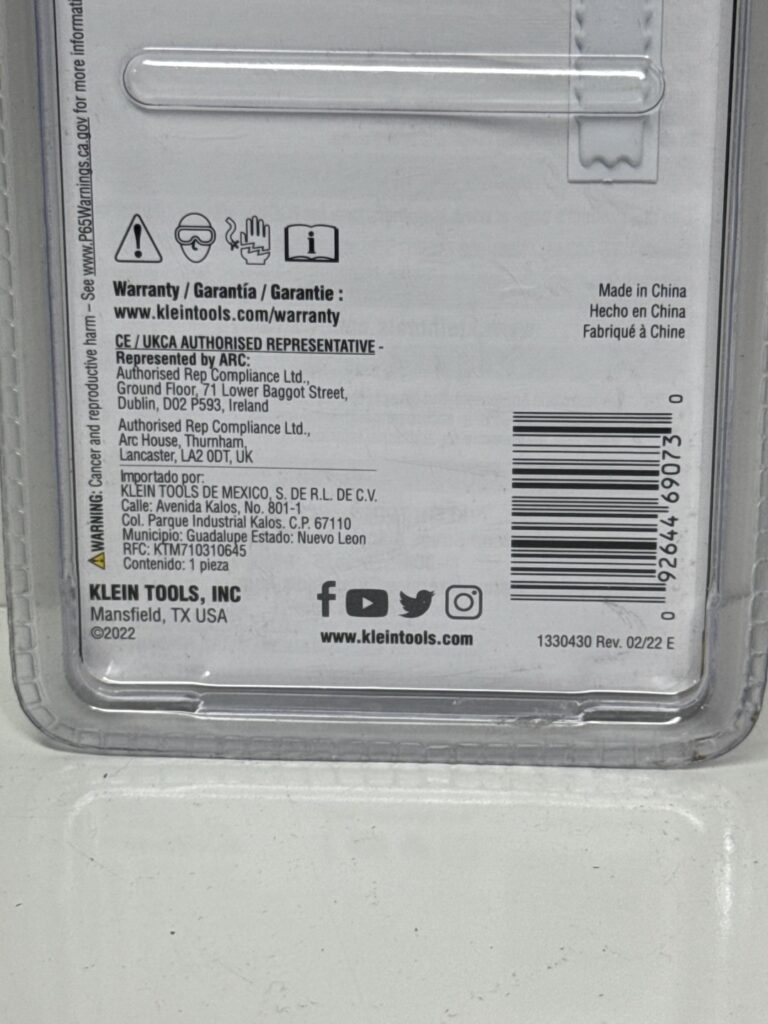 WARNING: Cancer and reproductive harm – See www.P65Warnings.ca.gov for more
Warranty / Garantía / Garantie :
www.kleintools.com/warranty
Made in China
Hecho en China
Fabriqué à Chine
CE / UKCA AUTHORISED REPRESENTATIVE -
Represented by ARC:
Authorised Rep Compliance Ltd.,
Ground Floor, 71 Lower Baggot Street,
Dublin, D02 P593, Ireland
Authorised Rep Compliance Ltd.,
Arc House, Thurnham,
Lancaster, LA2 0DT, UK
Importado por:
KLEIN TOOLS DE MEXICO, S. DE R.L. DE C.V.
Calle: Avenida Kalos, No. 801-1
Col. Parque Industrial Kalos. C.P. 67110
Municipio: Guadalupe Estado: Nuevo Leon
RFC: KTM710310645
Contenido: 1 pieza
0 92644 69073 0
KLEIN TOOLS, INC
Mansfield, TX USA
©2022
www.kleintools.com
1330430 Rev. 02/22 E